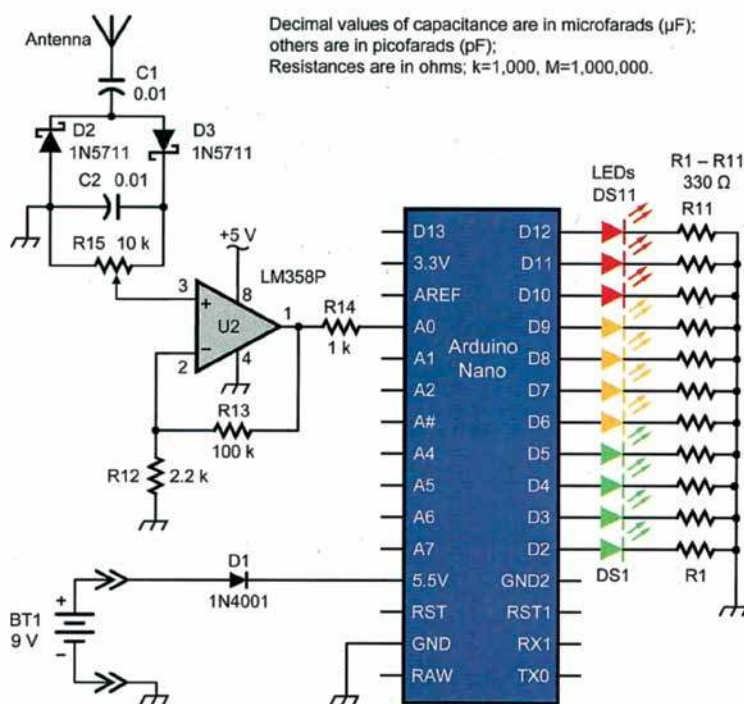 Decimal values of capacitance are in microfarads (µF);
others are in picofarads (pF);
Resistances are in ohms; k=1,000, M=1,000,000.
Antenna
C1
0.01
D2
1N5711
D3
1N5711
C2 0.01
R15 10 k
+5 V
LM358P
3
+
8
U2
1
−
2
4
R14
1 k
R13
100 k
R12 2.2 k
D1
1N4001
BT1
9 V
+
−
Arduino
Nano
D13
3.3V
AREF
A0
A1
A2
A#
A4
A5
A6
A7
5.5V
RST
GND
RAW
D12
D11
D10
D9
D8
D7
D6
D5
D4
D3
D2
GND2
RST1
RX1
TX0
LEDs
DS11
R1 – R11
330 Ω
R11
DS1
R1